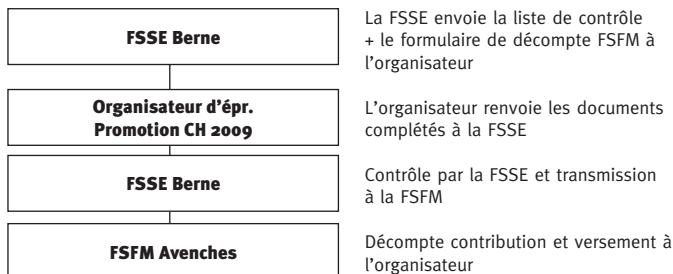 FSSE Berne
La FSSE envoie la liste de contrôle
+ le formulaire de décompte FSFM à
l'organisateur
Organisateur d'épr.
Promotion CH 2009
L'organisateur renvoie les documents
complétés à la FSSE
FSSE Berne
Contrôle par la FSSE et transmission
à la FSFM
FSFM Avenches
Décompte contribution et versement à
l'organisateur